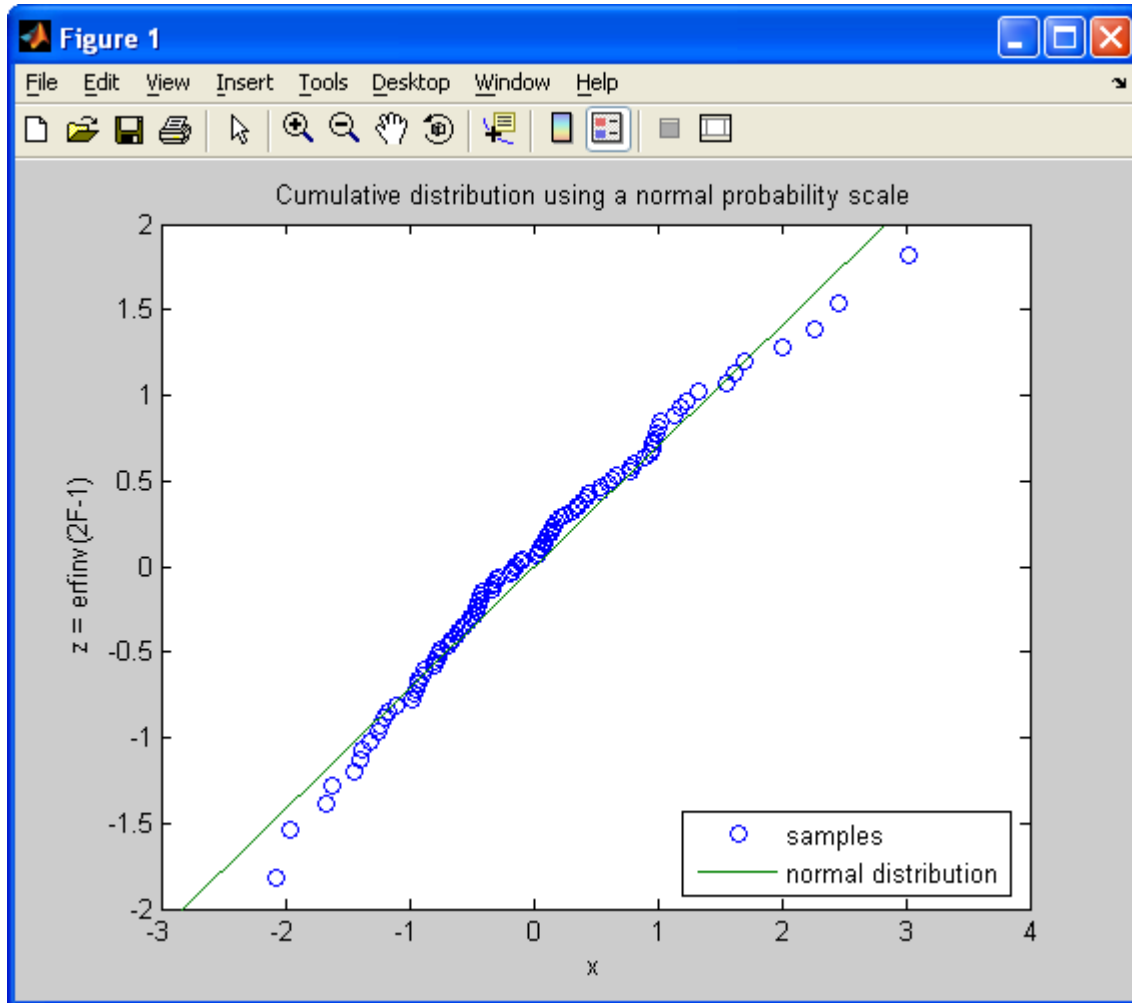 Figure 1
File Edit View Insert Tools Desktop Window Help
Cumulative distribution using a normal probability scale
2
1.5
1
0.5
0
-0.5
-1
-1.5
-2
z = erfinv(2F-1)
-3 -2 -1 0 1 2 3 4
x
samples
normal distribution